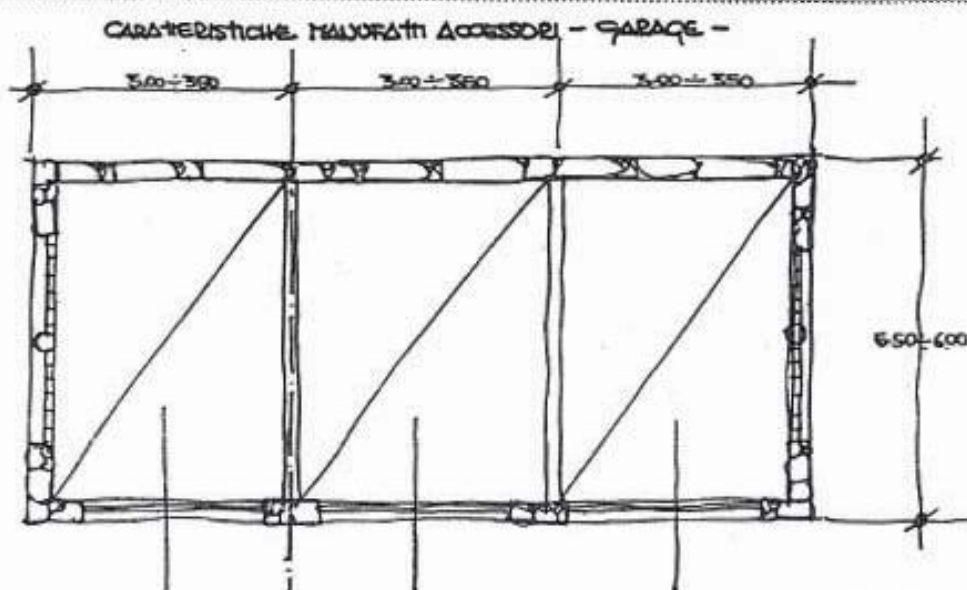 CARATTERISTICHE MANUFATTI ACCESSORI - GARAGE -
3.00÷3.50 3.00÷3.50 3.00÷3.50
5.50÷6.00